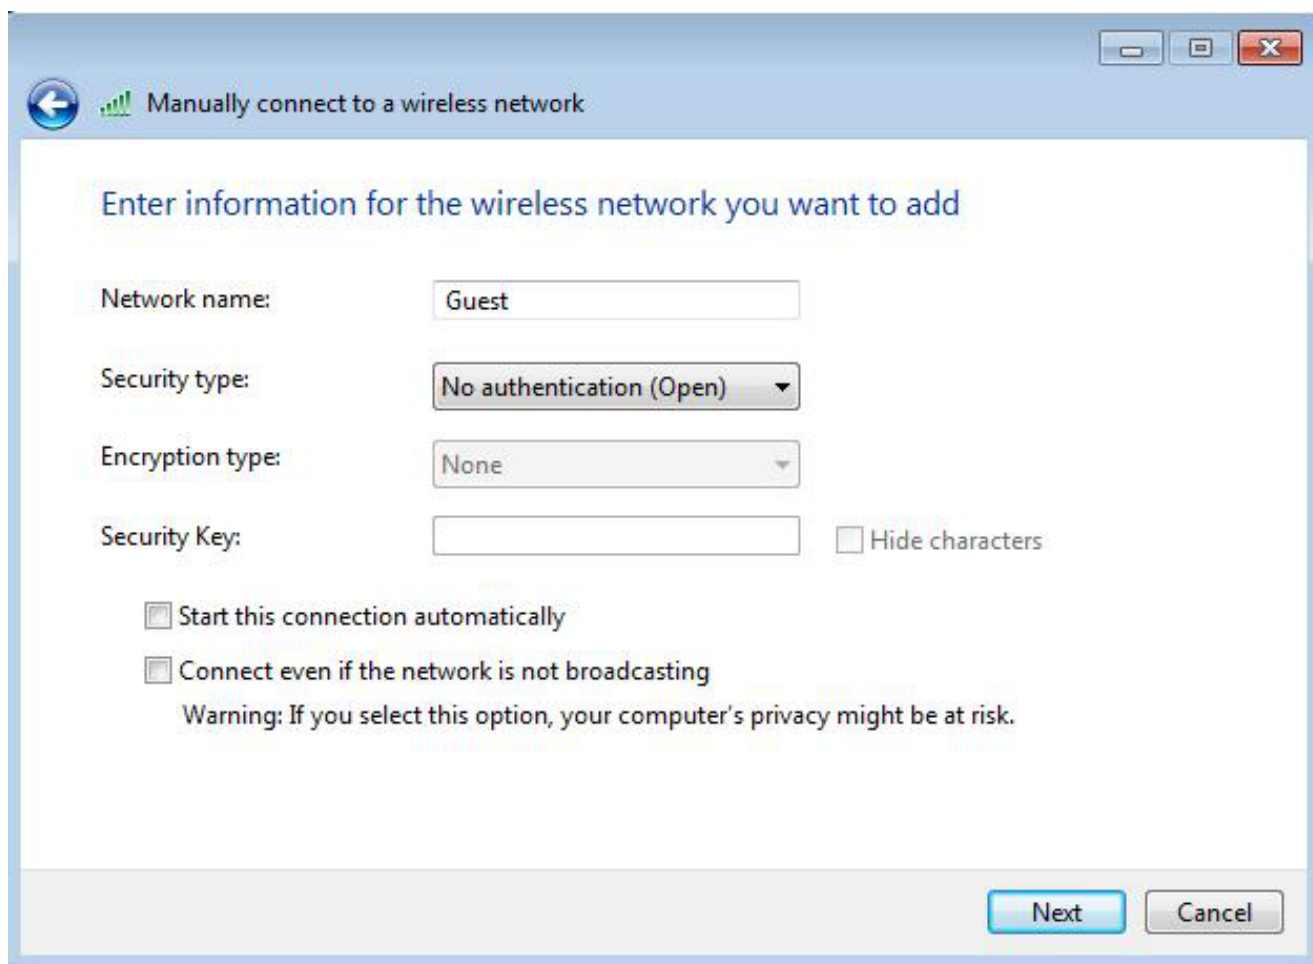 Manually connect to a wireless network
Enter information for the wireless network you want to add
Network name: Guest
Security type: No authentication (Open)
Encryption type: None
Security Key: Hide characters
Start this connection automatically
Connect even if the network is not broadcasting
Warning: If you select this option, your computer's privacy might be at risk.
Next Cancel